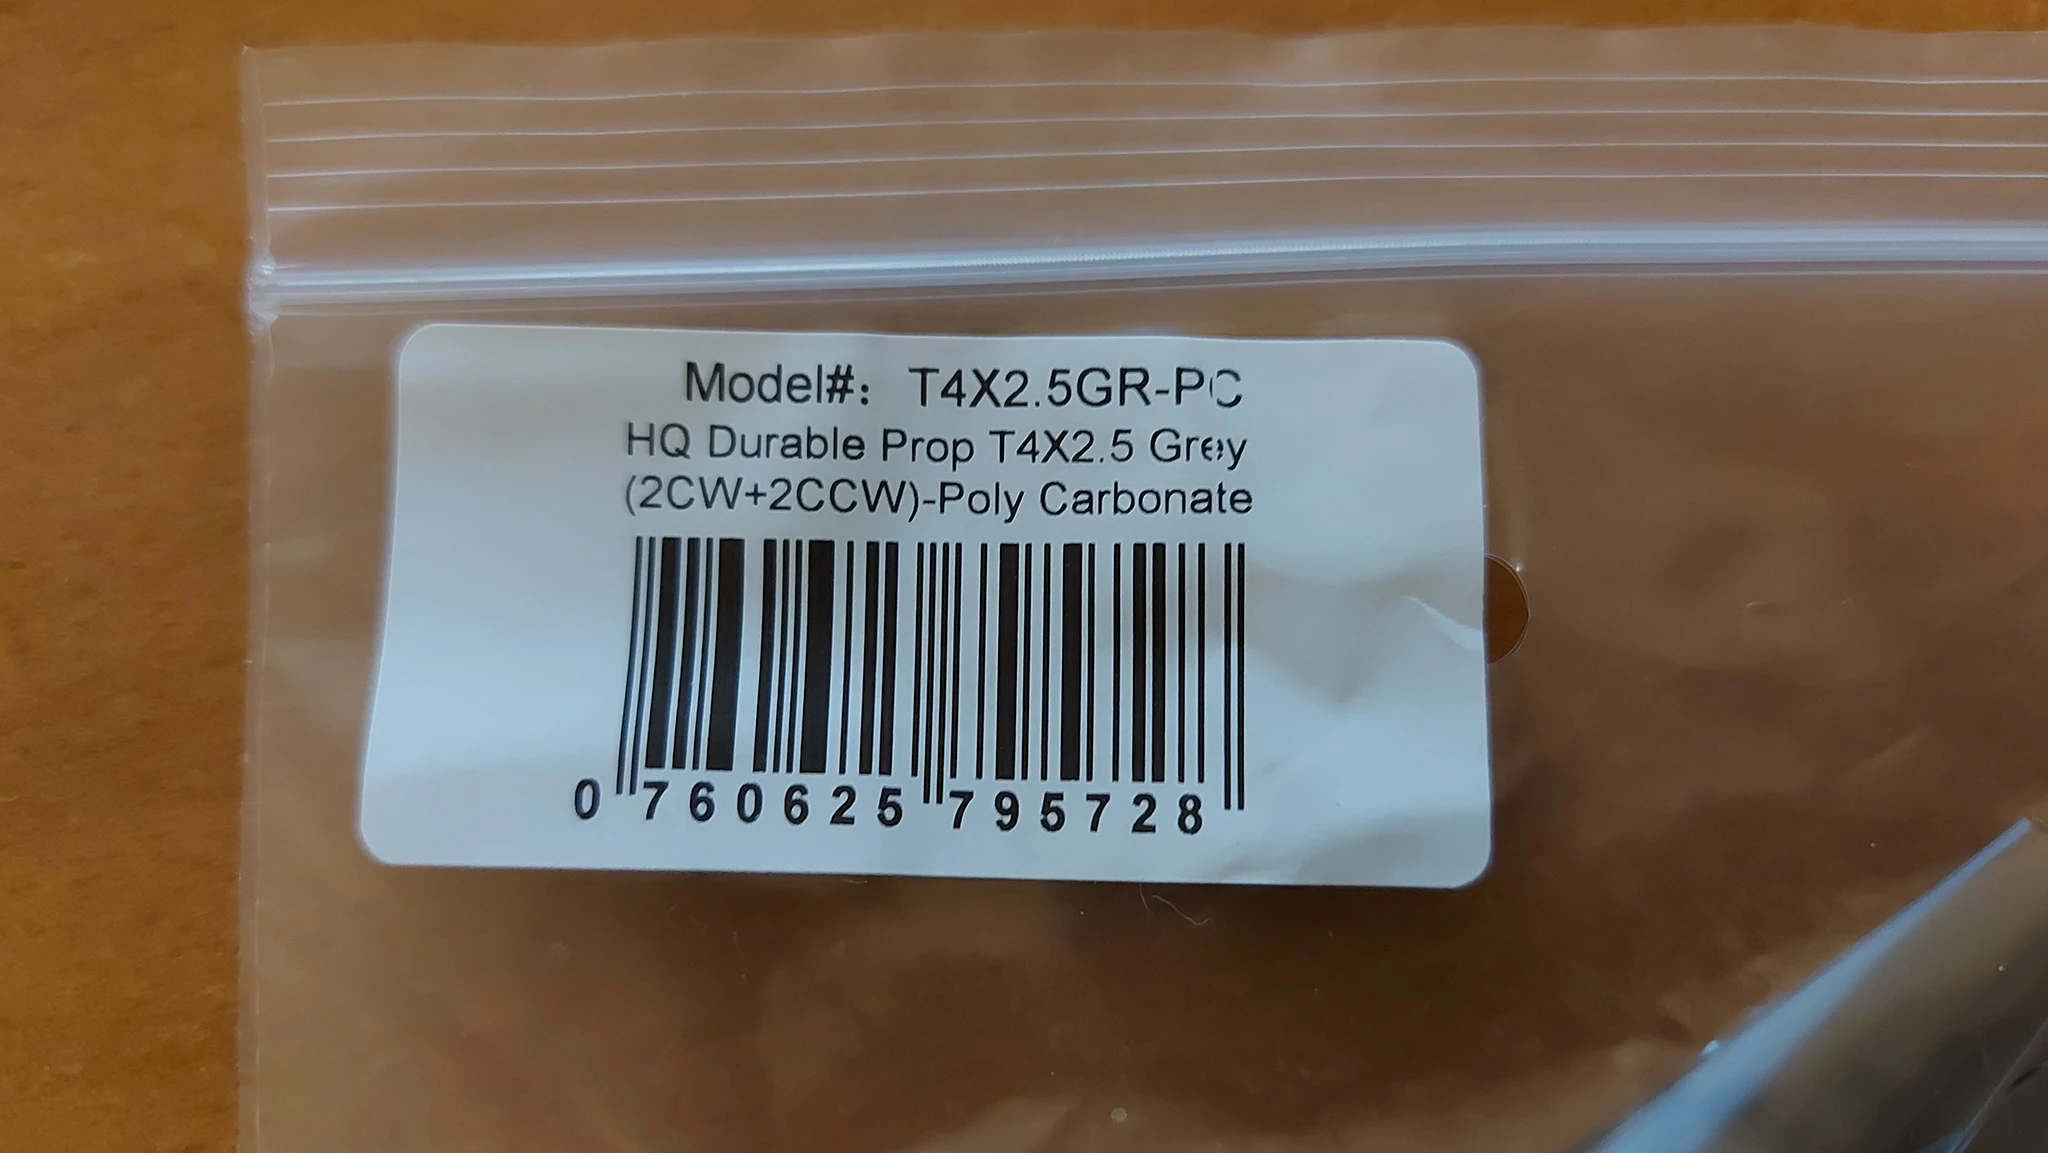 Model#: T4X2.5GR-PC
HQ Durable Prop T4X2.5 Grey
(2CW+2CCW)-Poly Carbonate
0 760625 795728